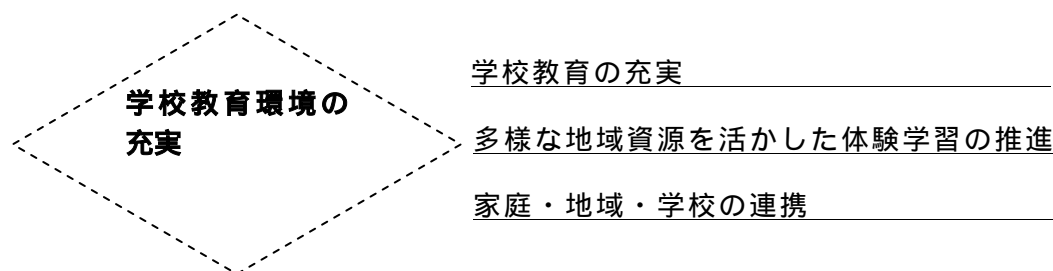 学校教育環境の
充実
学校教育の充実
多様な地域資源を活かした体験学習の推進
家庭・地域・学校の連携